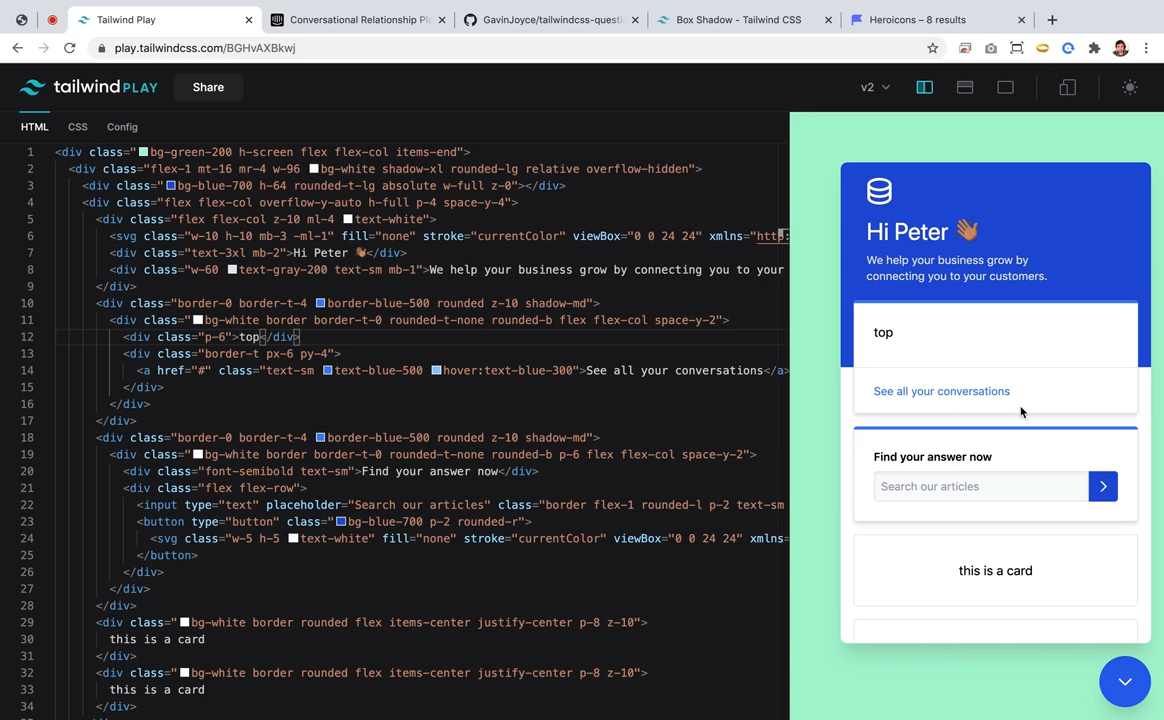 Tailwind Play
Conversational Relationship Pla
GavinJoyce/tailwindcss-questi
Box Shadow - Tailwind CSS
Heroicons – 8 results
play.tailwindcss.com/BGHvAXBkwj
tailwind PLAY
Share
v2
HTML
CSS
Config
1 <div class="bg-green-200 h-screen flex flex-col items-end">
2 <div class="flex-1 mt-16 mr-4 w-96 bg-white shadow-xl rounded-lg relative overflow-hidden">
3 <div class="bg-blue-700 h-64 rounded-t-lg absolute w-full z-0"></div>
4 <div class="flex flex-col overflow-y-auto h-full p-4 space-y-4">
5 <div class="flex flex-col z-10 ml-4 text-white">
6 <svg class="w-10 h-10 mb-3 -ml-1" fill="none" stroke="currentColor" viewBox="0 0 24 24" xmlns="http:
7 <div class="text-3xl mb-2">Hi Peter 👋🏾</div>
8 <div class="w-60 text-gray-200 text-sm mb-1">We help your business grow by connecting you to your
9 </div>
10 <div class="border-0 border-t-4 border-blue-500 rounded z-10 shadow-md">
11 <div class="bg-white border border-t-0 rounded-t-none rounded-b flex flex-col space-y-2">
12 <div class="p-6">top</div>
13 <div class="border-t px-6 py-4">
14 <a href="#" class="text-sm text-blue-500 hover:text-blue-300">See all your conversations</a>
15 </div>
16 </div>
17 </div>
18 <div class="border-0 border-t-4 border-blue-500 rounded z-10 shadow-md">
19 <div class="bg-white border border-t-0 rounded-t-none rounded-b p-6 flex flex-col space-y-2">
20 <div class="font-semibold text-sm">Find your answer now</div>
21 <div class="flex flex-row">
22 <input type="text" placeholder="Search our articles" class="border flex-1 rounded-l p-2 text-sm
23 <button type="button" class="bg-blue-700 p-2 rounded-r">
24 <svg class="w-5 h-5 text-white" fill="none" stroke="currentColor" viewBox="0 0 24 24" xmlns=
25 </button>
26 </div>
27 </div>
28 </div>
29 <div class="bg-white border rounded flex items-center justify-center p-8 z-10">
30 this is a card
31 </div>
32 <div class="bg-white border rounded flex items-center justify-center p-8 z-10">
33 this is a card
34 </div>
Hi Peter 👋🏾
We help your business grow by
connecting you to your customers.
top
See all your conversations
Find your answer now
Search our articles
this is a card